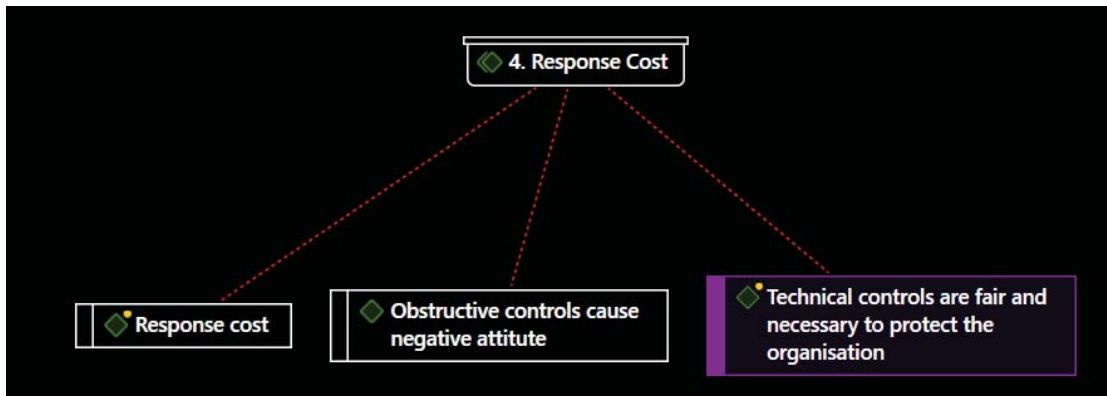 4. Response Cost
Response cost
Obstructive controls cause
negative attitute
Technical controls are fair and
necessary to protect the
organisation